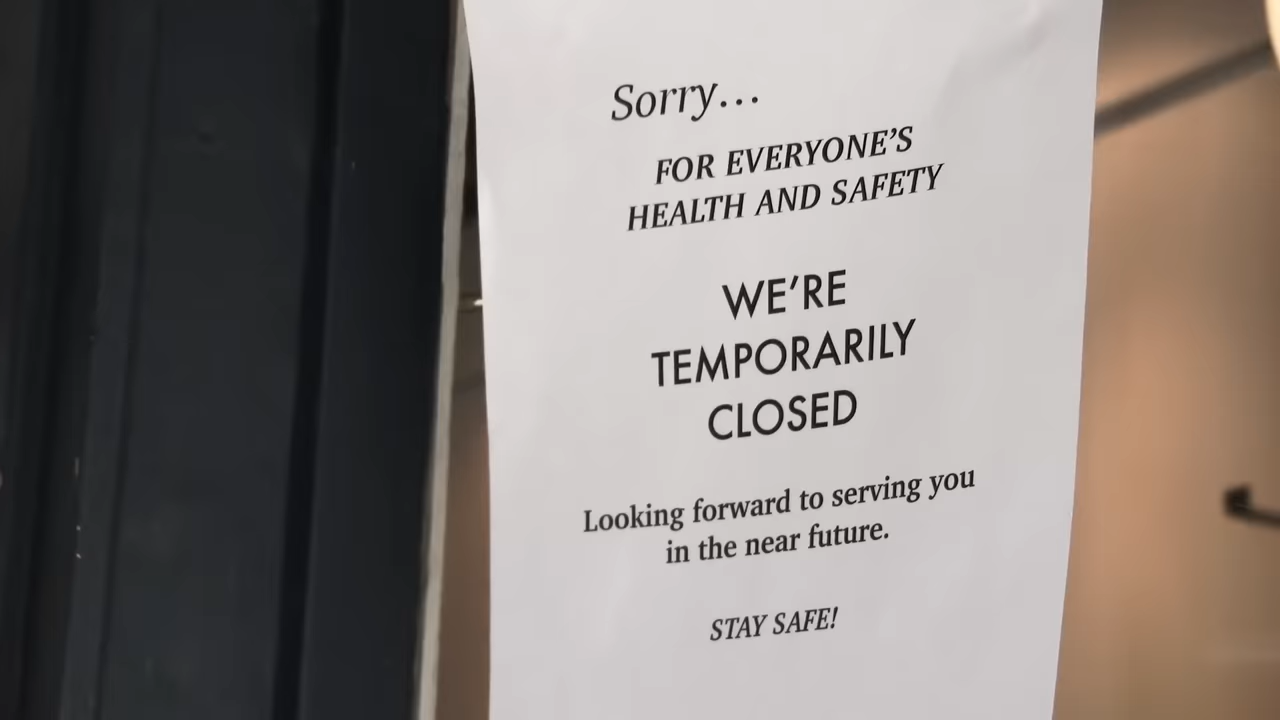 Sorry...
FOR EVERYONE’S
HEALTH AND SAFETY
WE’RE
TEMPORARILY
CLOSED
Looking forward to serving you
in the near future.
STAY SAFE!